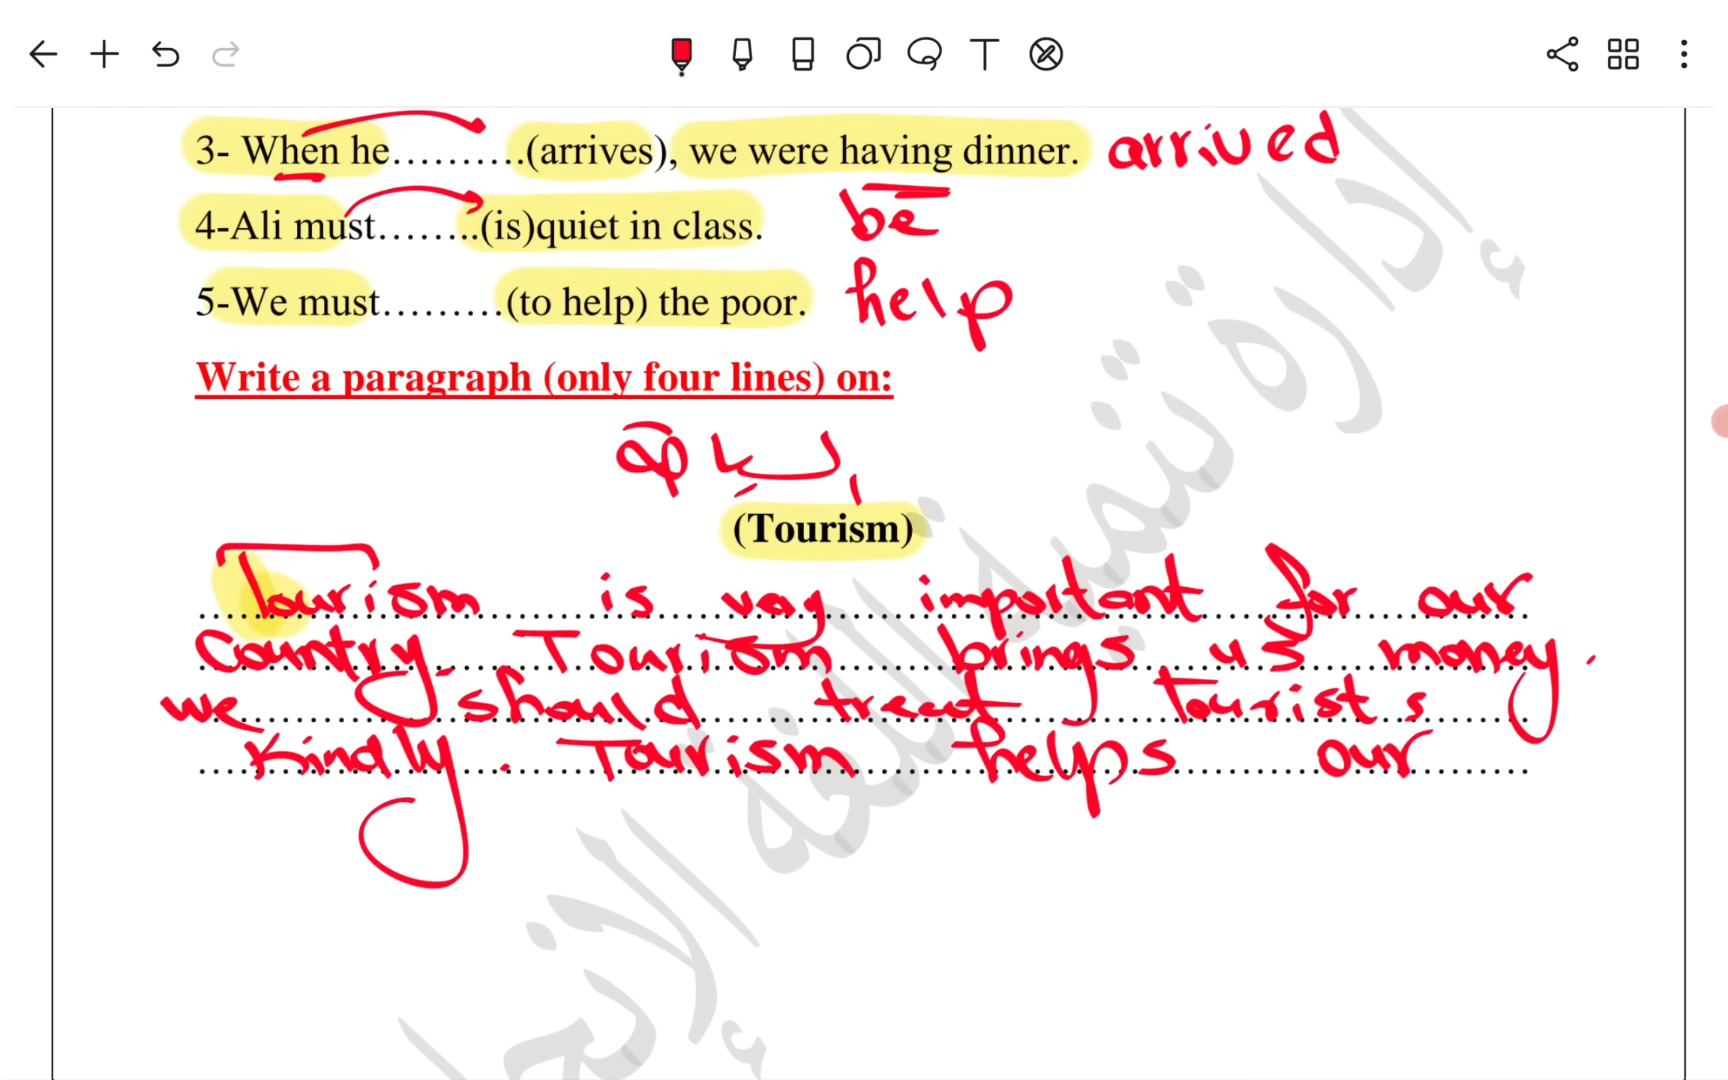 3- When he..........(arrives), we were having dinner. arrived
4-Ali must........(is)quiet in class. be
5-We must.........(to help) the poor. help
Write a paragraph (only four lines) on:
السياحة
(Tourism)
Tourism is very important for our
Country. Tourism brings us money.
we should treat tourists
Kindly. Tourism helps our